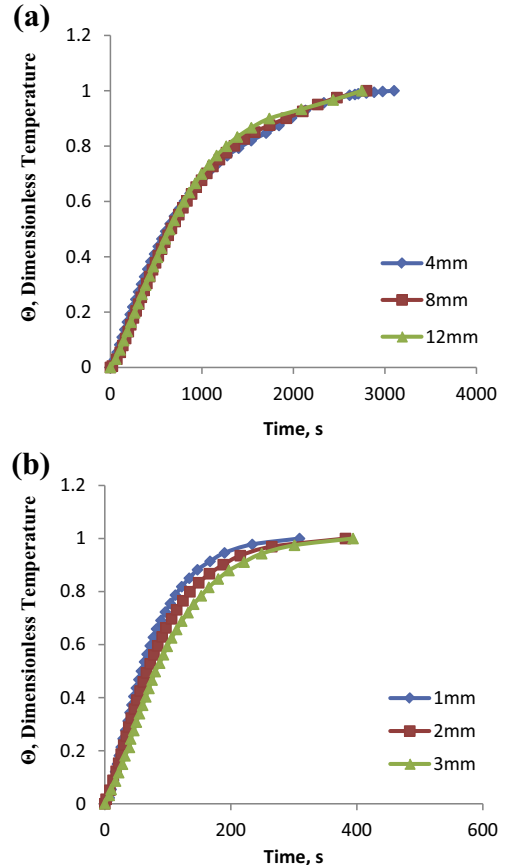 (a)
Θ, Dimensionless Temperature
1.2
1
0.8
0.6
0.4
0.2
0
0
1000
2000
3000
4000
Time, s
4mm
8mm
12mm
(b)
Θ, Dimensionless Temperature
1.2
1
0.8
0.6
0.4
0.2
0
0
200
400
600
Time, s
1mm
2mm
3mm